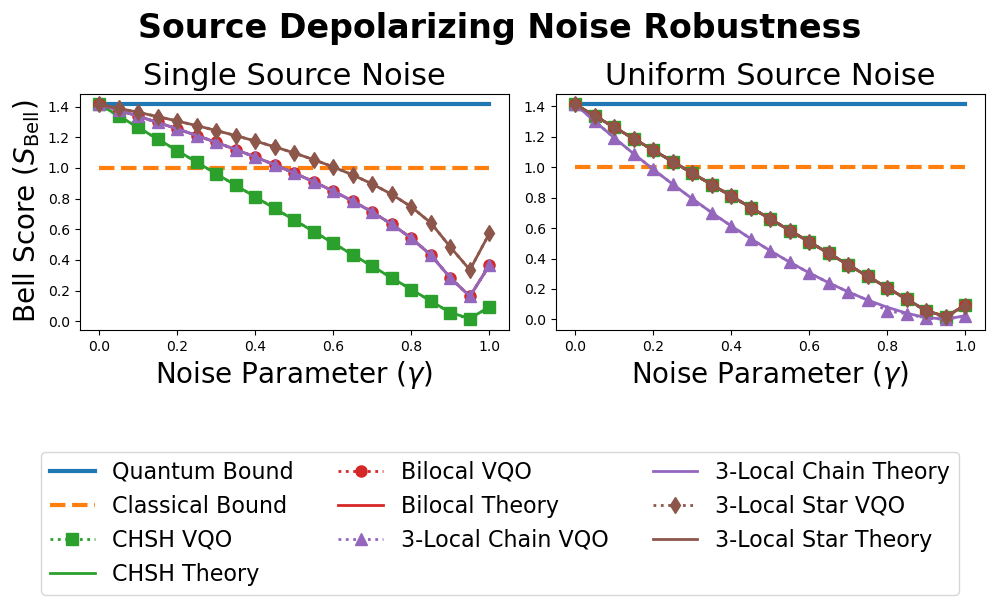 Source Depolarizing Noise Robustness
Single Source Noise
Uniform Source Noise
Bell Score (S_Bell)
1.4
1.2
1.0
0.8
0.6
0.4
0.2
0.0
0.0 0.2 0.4 0.6 0.8 1.0
Noise Parameter (γ)
1.4
1.2
1.0
0.8
0.6
0.4
0.2
0.0
0.0 0.2 0.4 0.6 0.8 1.0
Noise Parameter (γ)
Quantum Bound
Classical Bound
CHSH VQO
CHSH Theory
Bilocal VQO
Bilocal Theory
3-Local Chain VQO
3-Local Chain Theory
3-Local Star VQO
3-Local Star Theory